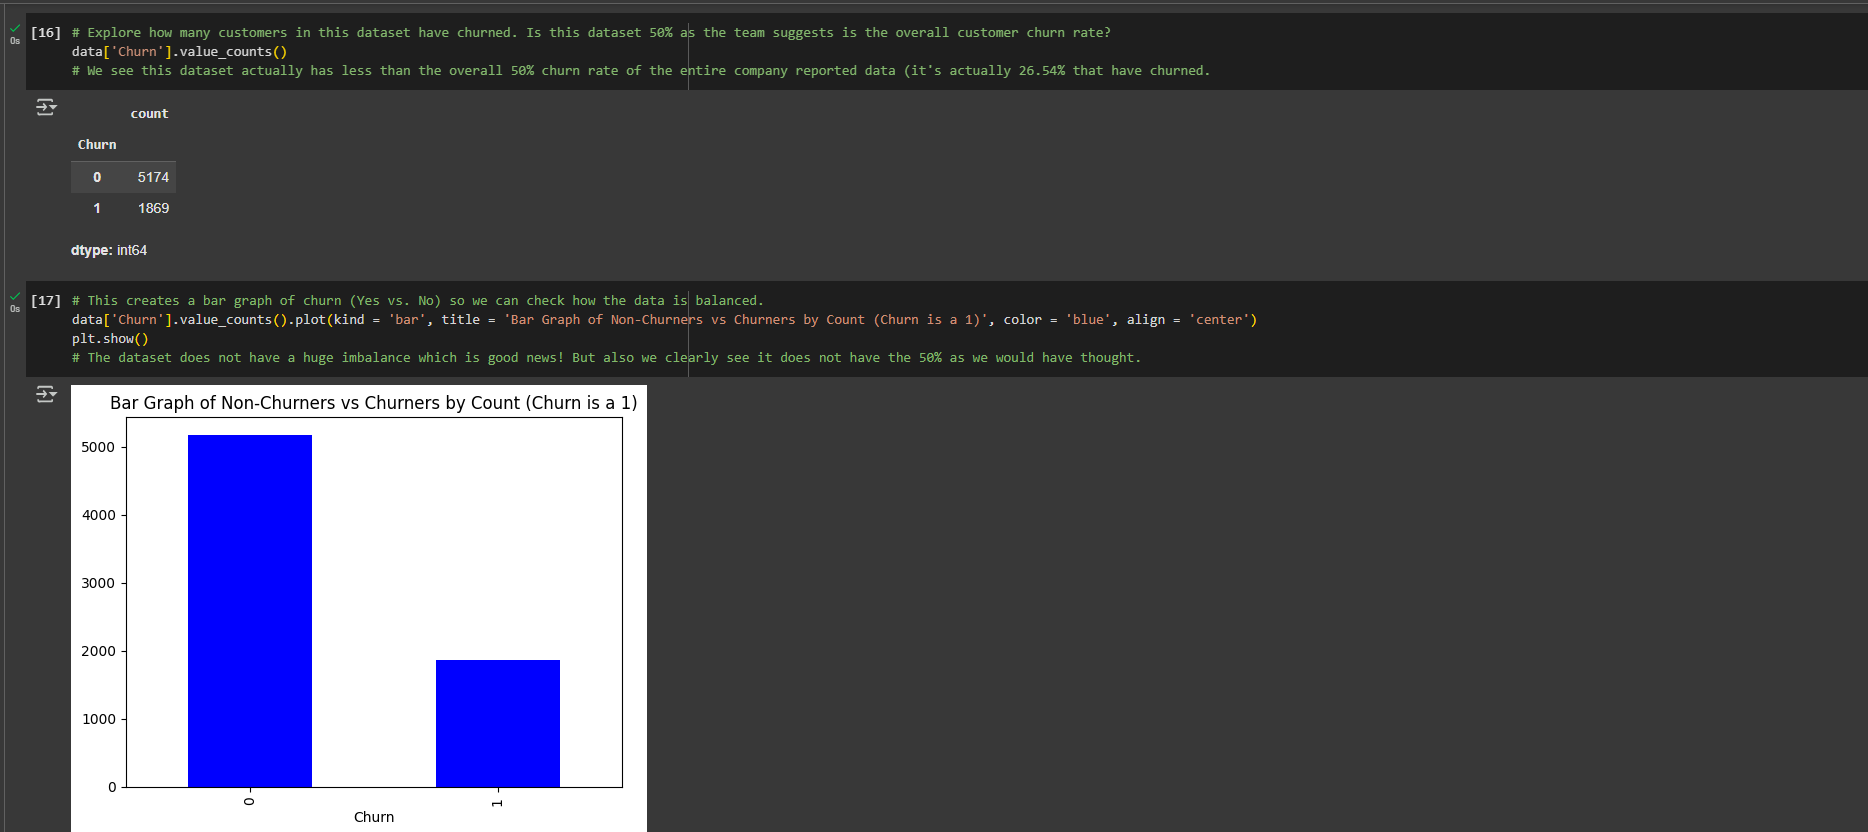 [16] # Explore how many customers in this dataset have churned. Is this dataset 50% as the team suggests is the overall customer churn rate?
0s
data['Churn'].value_counts()
# We see this dataset actually has less than the overall 50% churn rate of the entire company reported data (it's actually 26.54% that have churned.
count
Churn
0 5174
1 1869
dtype: int64
[17] # This creates a bar graph of churn (Yes vs. No) so we can check how the data is balanced.
0s
data['Churn'].value_counts().plot(kind = 'bar', title = 'Bar Graph of Non-Churners vs Churners by Count (Churn is a 1)', color = 'blue', align = 'center')
plt.show()
# The dataset does not have a huge imbalance which is good news! But also we clearly see it does not have the 50% as we would have thought.
Bar Graph of Non-Churners vs Churners by Count (Churn is a 1)
5000
4000
3000
2000
1000
0
0 1
Churn